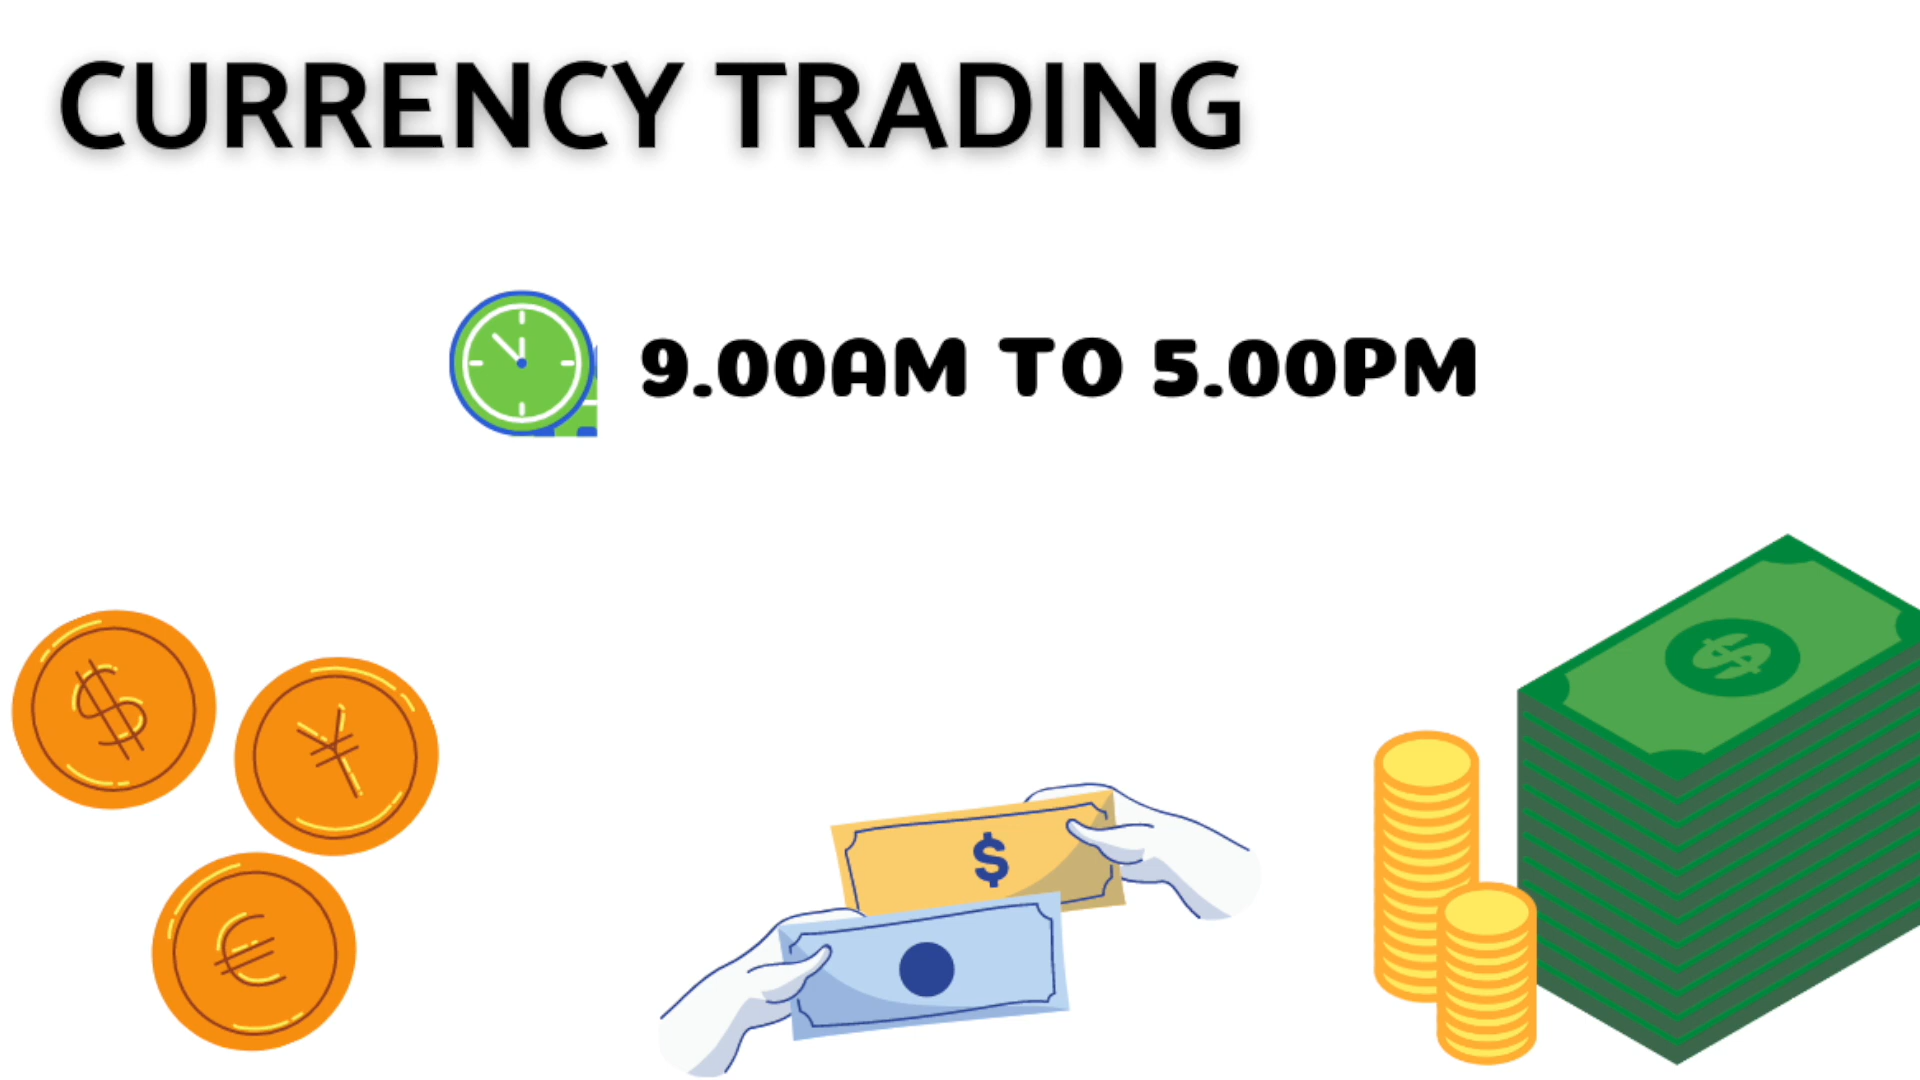 CURRENCY TRADING
9.00AM TO 5.00PM
$
¥
$
$
€